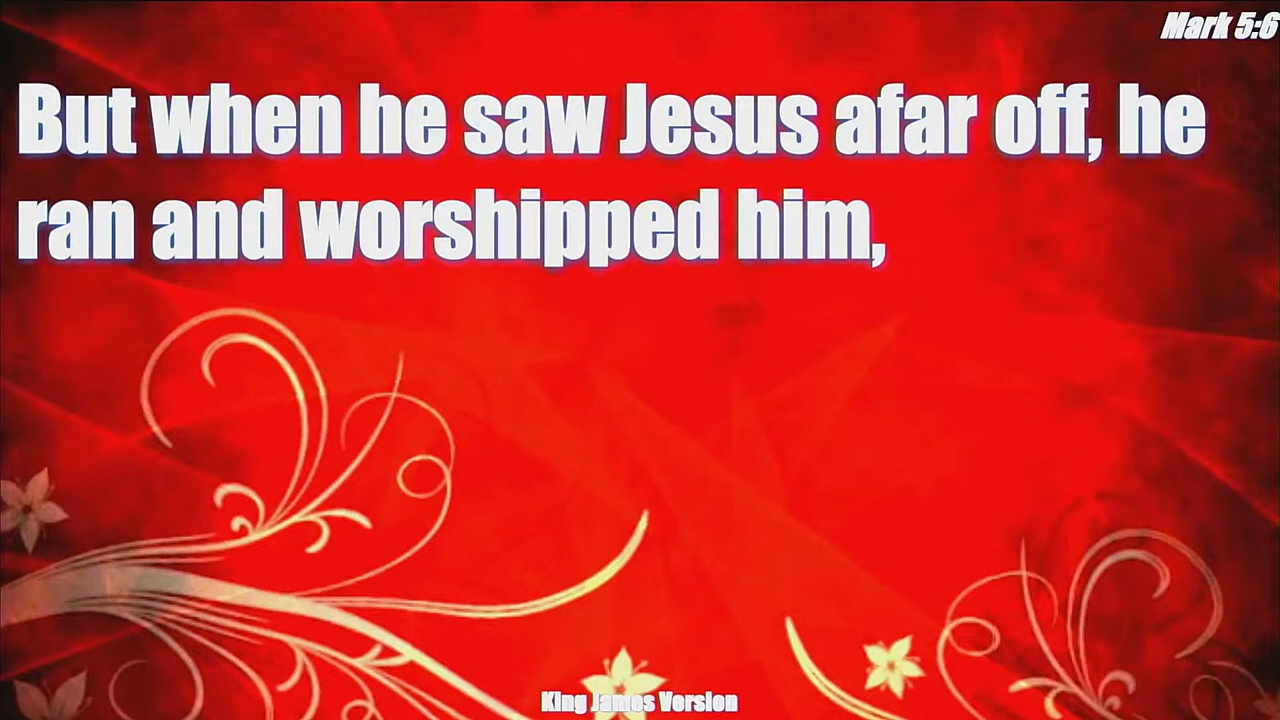 Mark 5:6
But when he saw Jesus afar off, he
ran and worshipped him,
King James Version